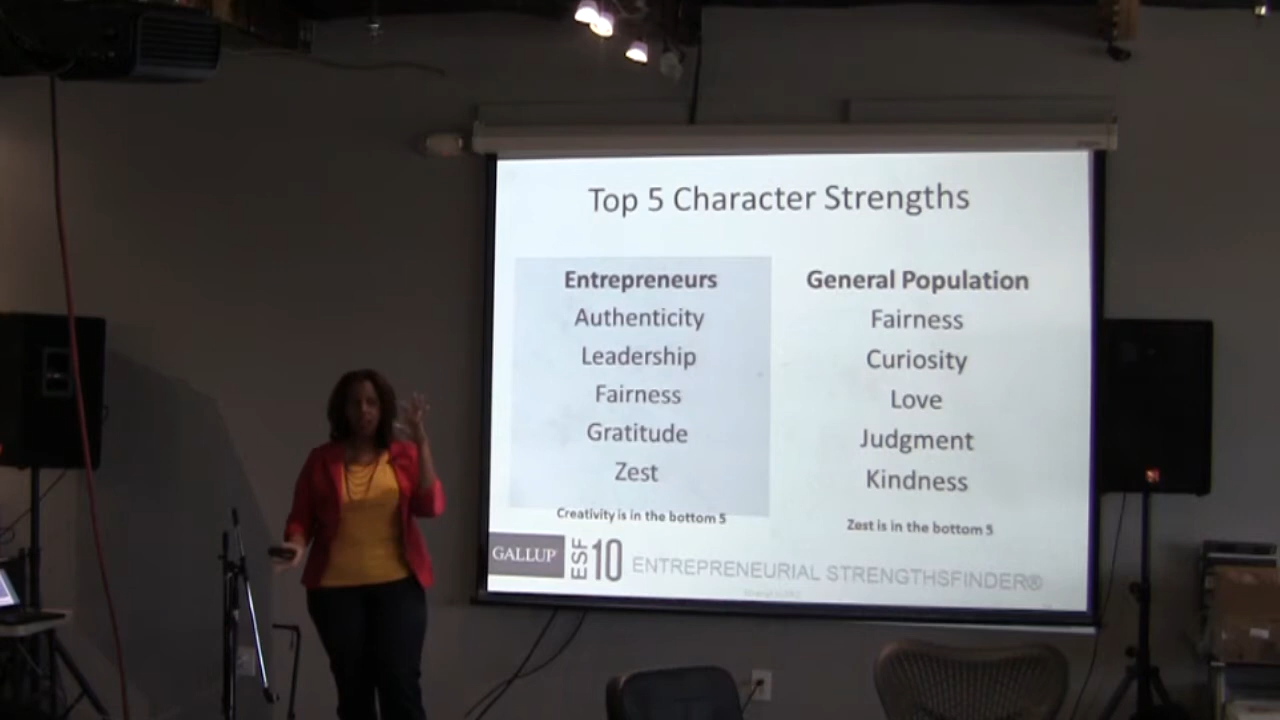 Top 5 Character Strengths
Entrepreneurs
Authenticity
Leadership
Fairness
Gratitude
Zest
Creativity is in the bottom 5
General Population
Fairness
Curiosity
Love
Judgment
Kindness
Zest is in the bottom 5
GALLUP
ESF
10
ENTREPRENEURIAL STRENGTHSFINDER®